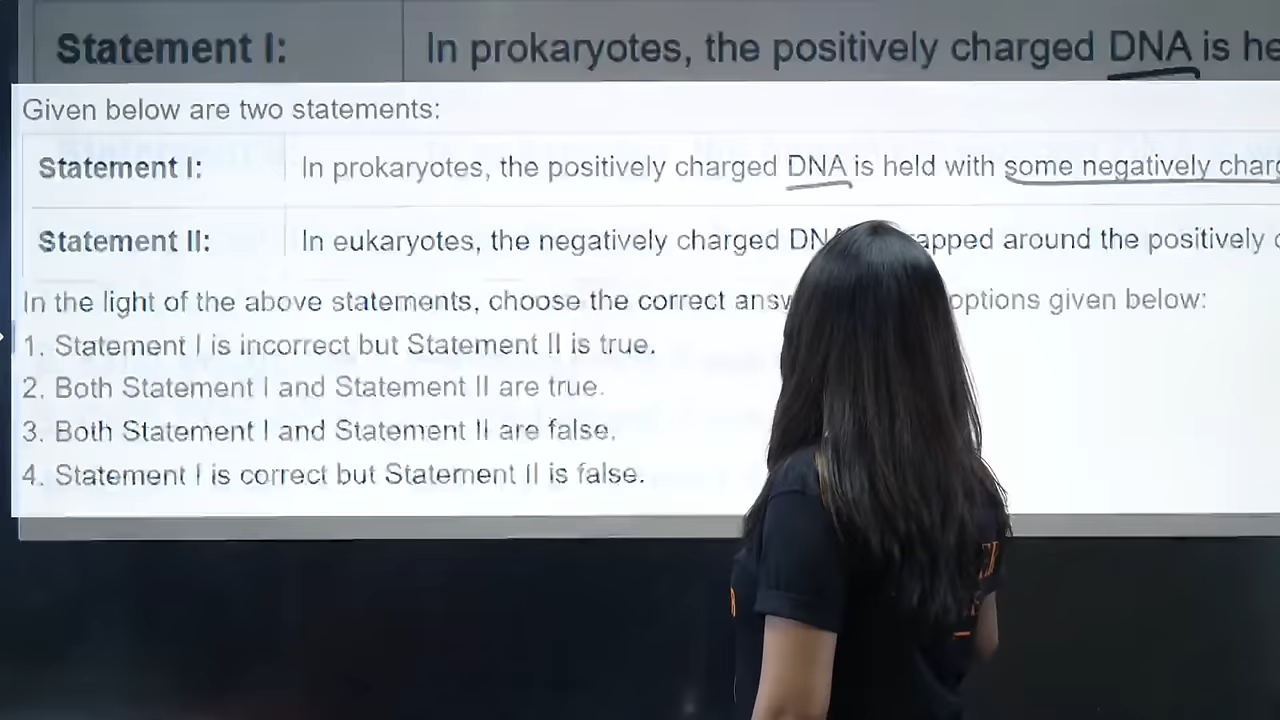 Statement I: In prokaryotes, the positively charged DNA is he
Given below are two statements:
Statement I: In prokaryotes, the positively charged DNA is held with some negatively charg
Statement II: In eukaryotes, the negatively charged around the positively
In the light of the above statements, choose the correct options given below:
1. Statement I is incorrect but Statement II is true.
2. Both Statement I and Statement II are true.
3. Both Statement I and Statement II are false.
4. Statement I is correct but Statement II is false.